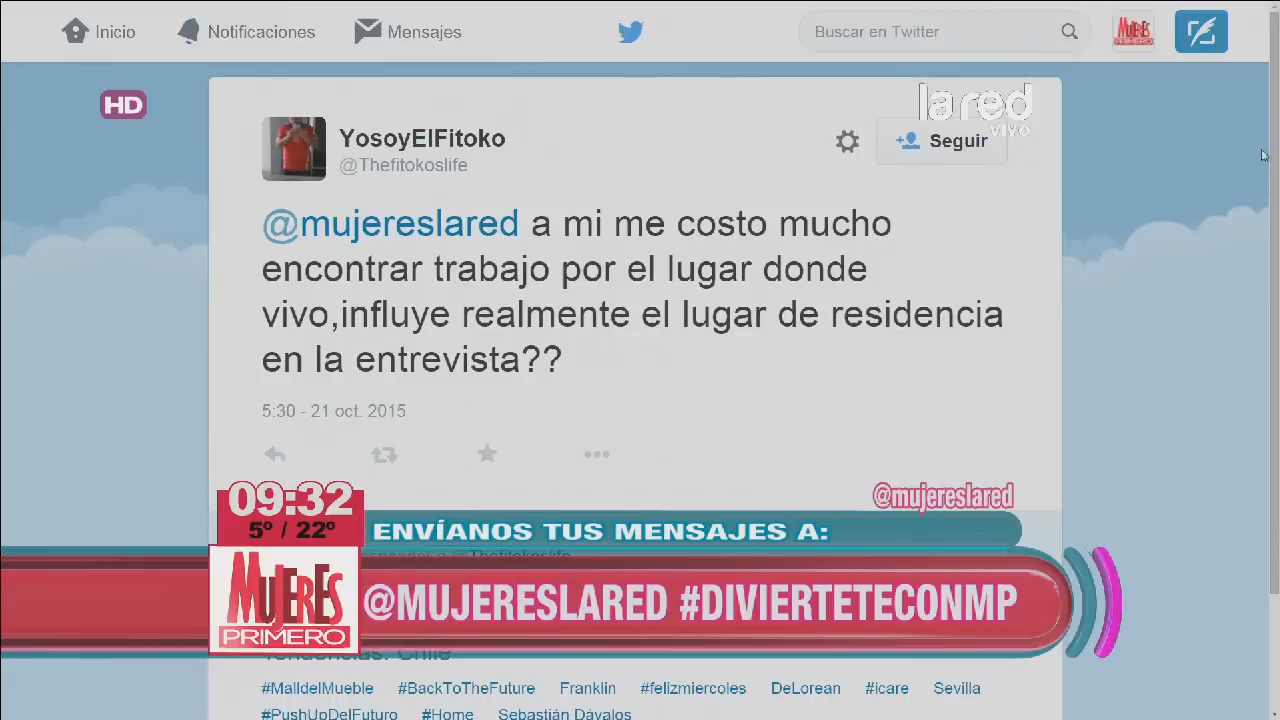 Inicio
Notificaciones
Mensajes
Buscar en Twitter
MUJERES
PRIMERO
HD
la red
vivo
YosoyElFitoko
@Thefitokoslife
Seguir
@mujereslared a mi me costo mucho
encontrar trabajo por el lugar donde
vivo,influye realmente el lugar de residencia
en la entrevista??
5:30 - 21 oct. 2015
@mujereslared
09:32
5º / 22º
ENVÍANOS TUS MENSAJES A:
@Thefitokoslife
MUJERES
PRIMERO
@MUJERESLARED #DIVIERTETECONMP
Tendencias: Chile
#MalldelMueble #BackToTheFuture Franklin #felizmiercoles DeLorean #icare Sevilla
#PushUpDelFuturo #Home Sebastián Dávalos